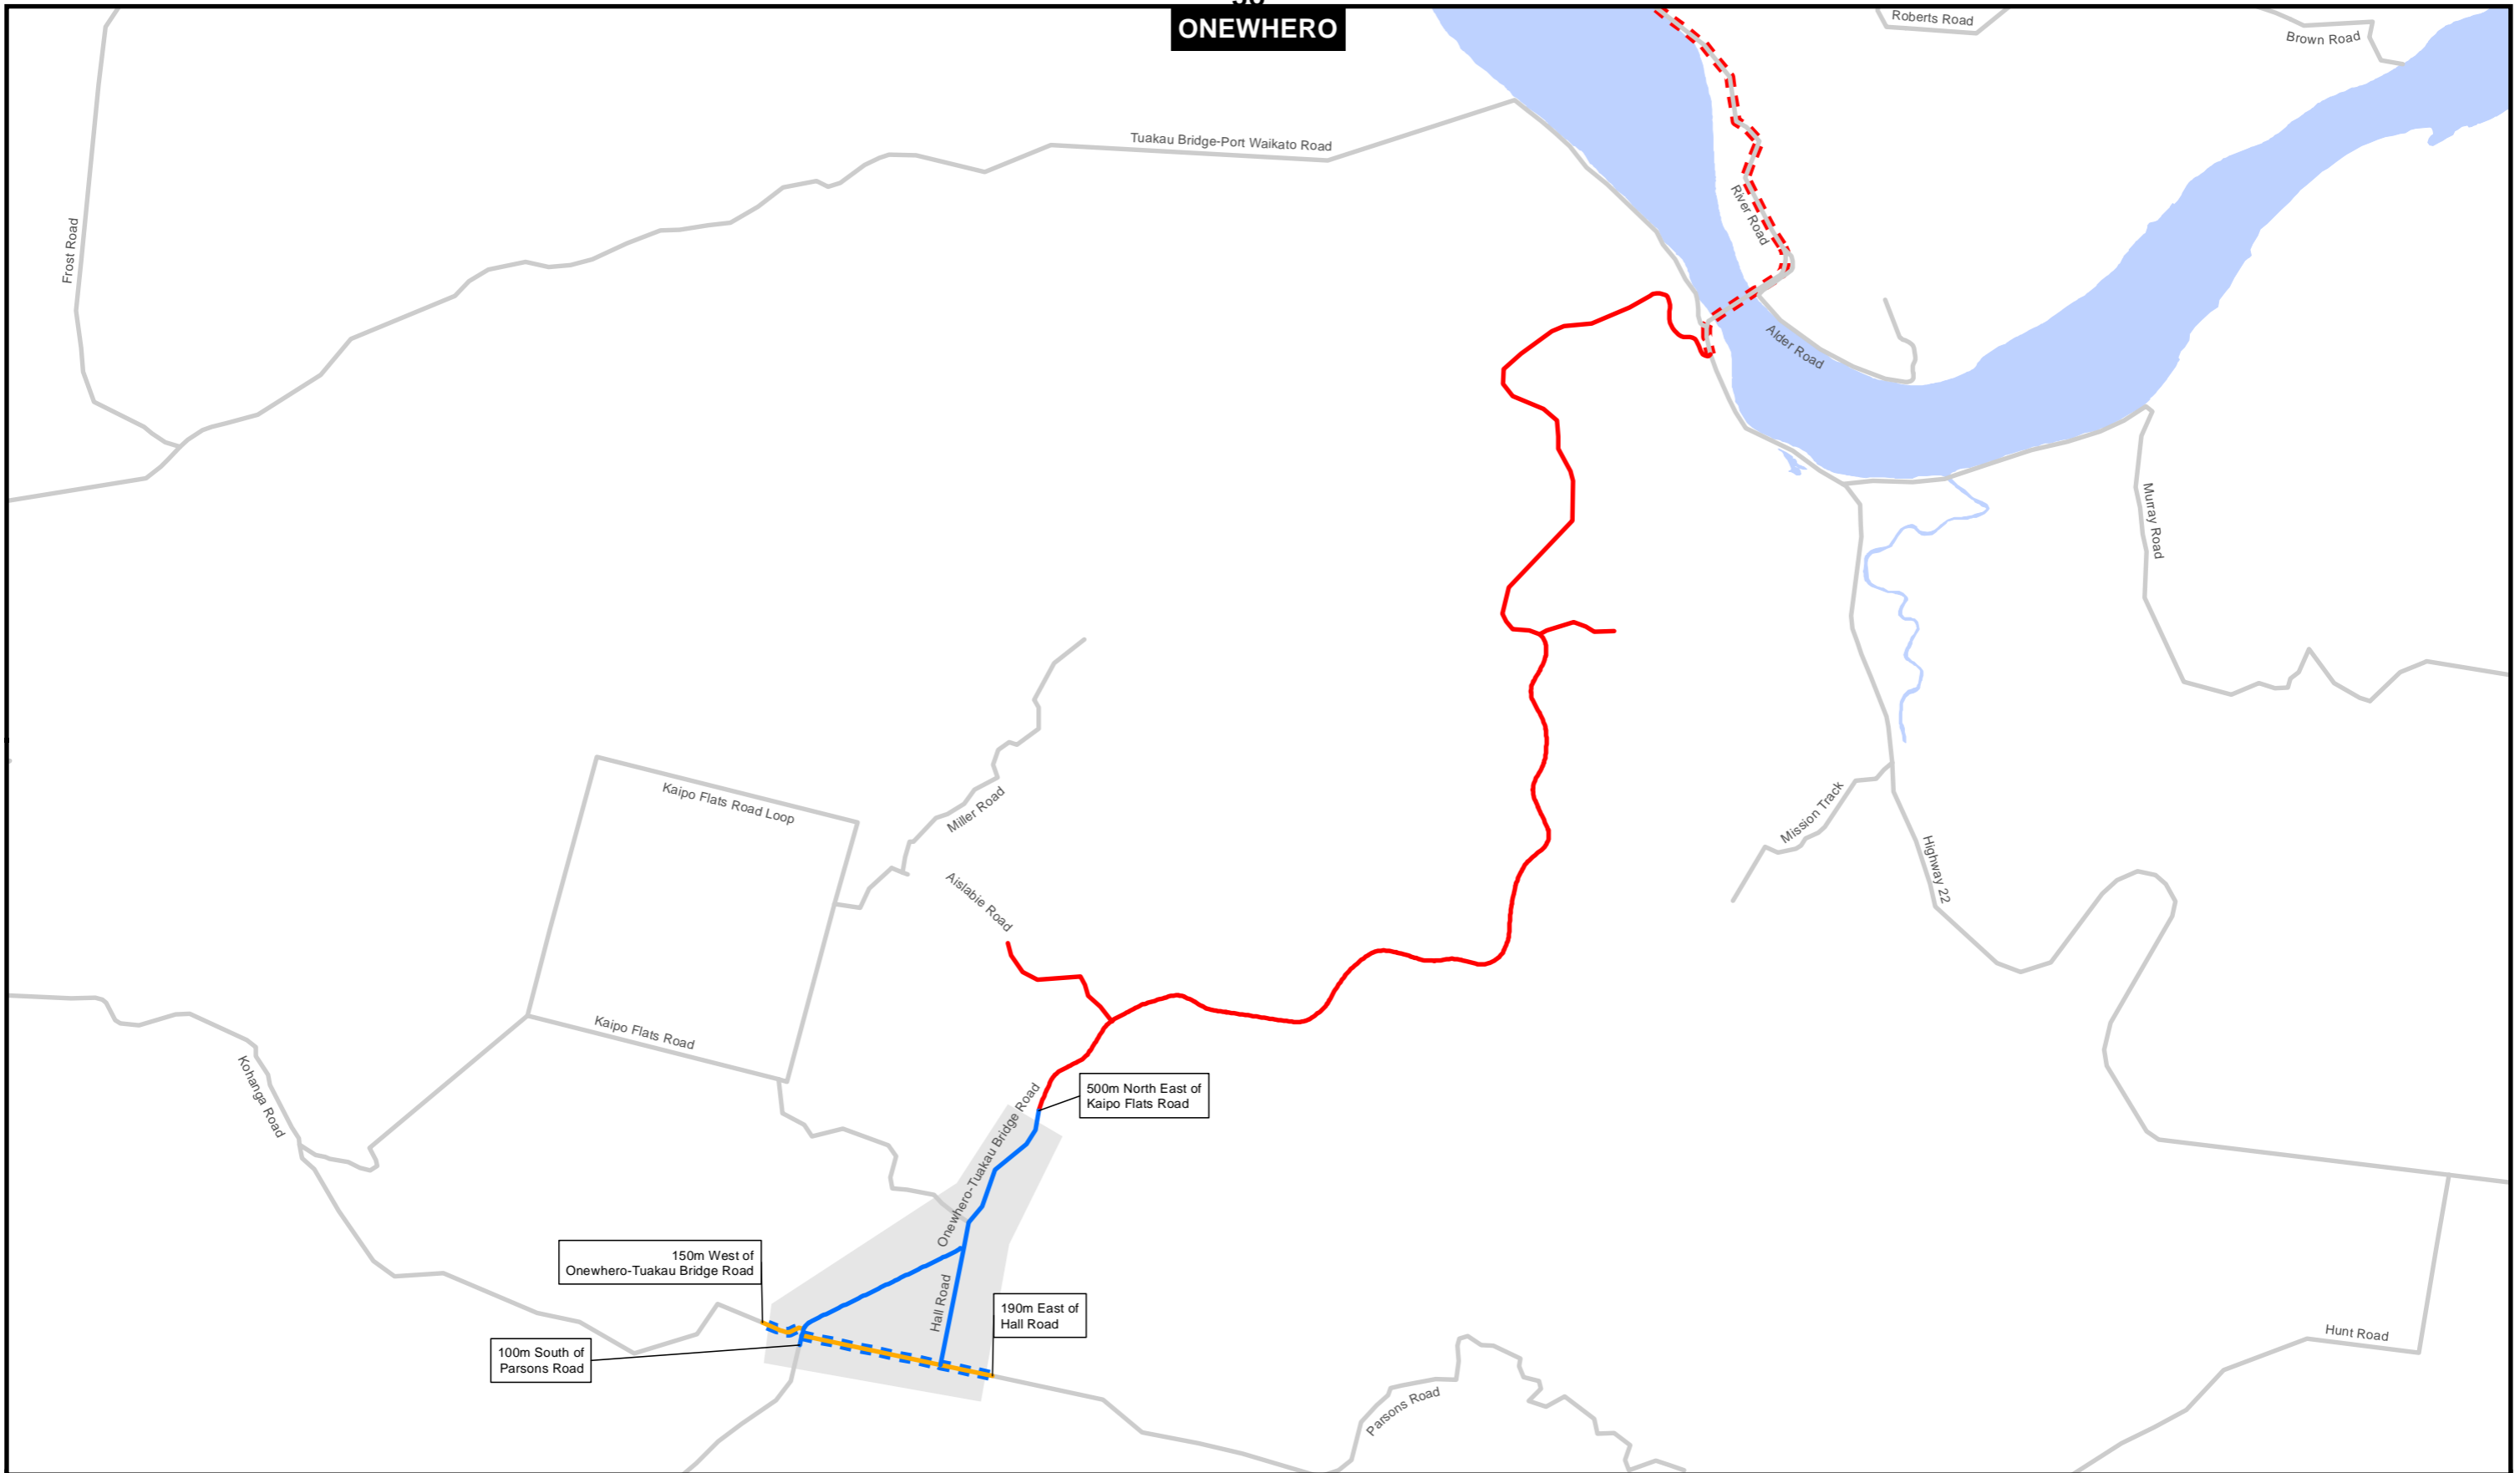 ONEWHERO
Roberts Road
Brown Road
Tuakau Bridge-Port Waikato Road
Frost Road
River Road
Alder Road
Murray Road
Kaipo Flats Road Loop
Miller Road
Mission Track
Highway 22
Aislabie Road
Kaipo Flats Road
Kohanga Road
500m North East of
Kaipo Flats Road
Onewhero-Tuakau Bridge Road
150m West of
Onewhero-Tuakau Bridge Road
Hall Road
190m East of
Hall Road
100m South of
Parsons Road
Hunt Road
Parsons Road